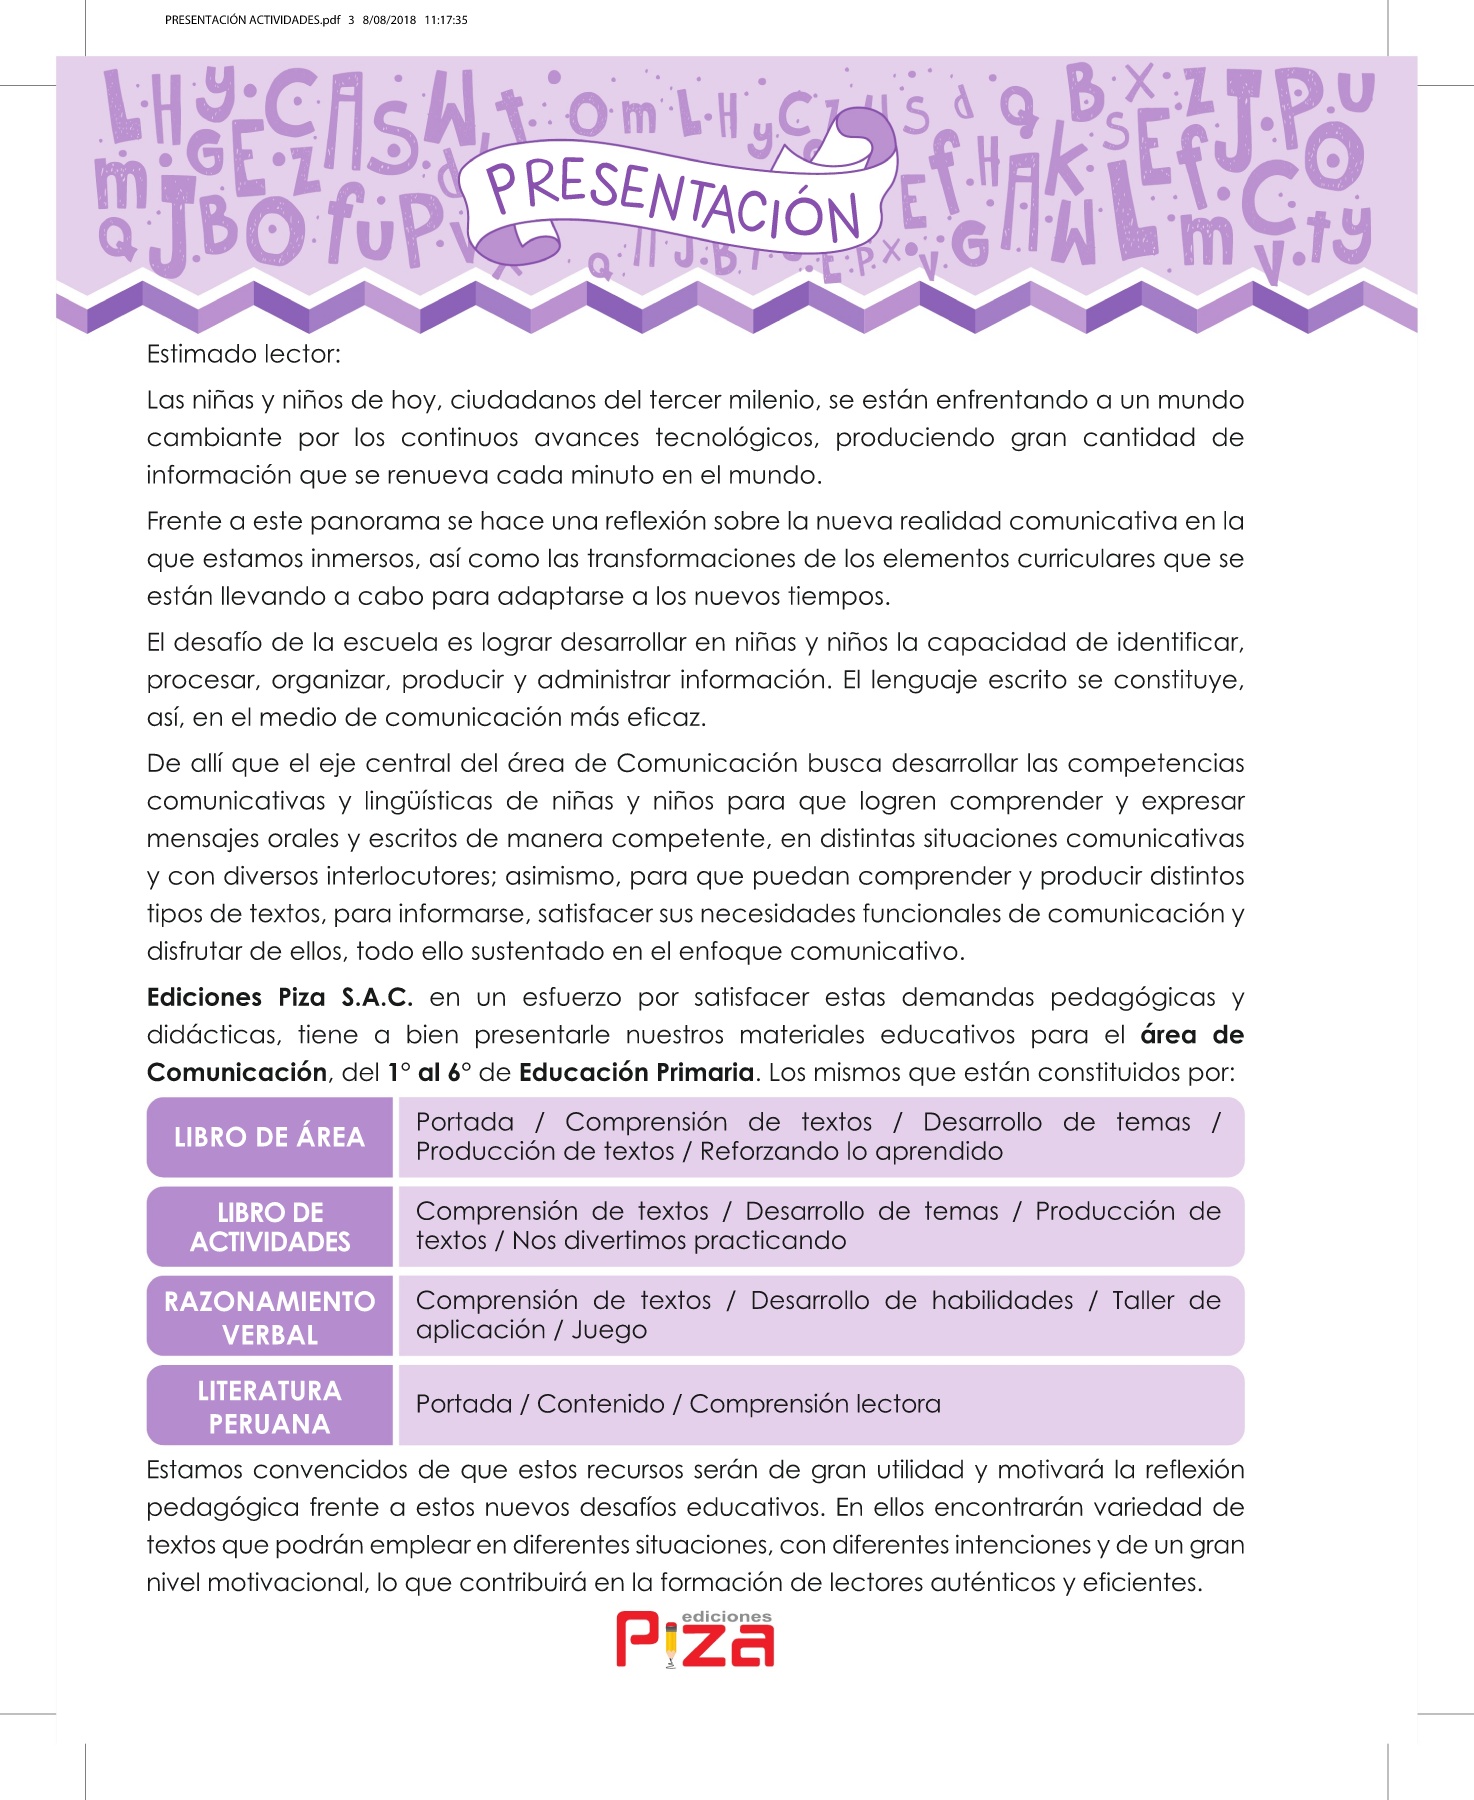 PRESENTACIÓN ACTIVIDADES.pdf 3 8/08/2018 11:17:35
PRESENTACIÓN
Estimado lector:
Las niñas y niños de hoy, ciudadanos del tercer milenio, se están enfrentando a un mundo
cambiante por los continuos avances tecnológicos, produciendo gran cantidad de
información que se renueva cada minuto en el mundo.
Frente a este panorama se hace una reflexión sobre la nueva realidad comunicativa en la
que estamos inmersos, así como las transformaciones de los elementos curriculares que se
están llevando a cabo para adaptarse a los nuevos tiempos.
El desafío de la escuela es lograr desarrollar en niñas y niños la capacidad de identificar,
procesar, organizar, producir y administrar información. El lenguaje escrito se constituye,
así, en el medio de comunicación más eficaz.
De allí que el eje central del área de Comunicación busca desarrollar las competencias
comunicativas y lingüísticas de niñas y niños para que logren comprender y expresar
mensajes orales y escritos de manera competente, en distintas situaciones comunicativas
y con diversos interlocutores; asimismo, para que puedan comprender y producir distintos
tipos de textos, para informarse, satisfacer sus necesidades funcionales de comunicación y
disfrutar de ellos, todo ello sustentado en el enfoque comunicativo.
Ediciones Piza S.A.C. en un esfuerzo por satisfacer estas demandas pedagógicas y
didácticas, tiene a bien presentarle nuestros materiales educativos para el área de
Comunicación, del 1° al 6° de Educación Primaria. Los mismos que están constituidos por:
LIBRO DE ÁREA
Portada / Comprensión de textos / Desarrollo de temas /
Producción de textos / Reforzando lo aprendido
LIBRO DE
ACTIVIDADES
Comprensión de textos / Desarrollo de temas / Producción de
textos / Nos divertimos practicando
RAZONAMIENTO
VERBAL
Comprensión de textos / Desarrollo de habilidades / Taller de
aplicación / Juego
LITERATURA
PERUANA
Portada / Contenido / Comprensión lectora
Estamos convencidos de que estos recursos serán de gran utilidad y motivará la reflexión
pedagógica frente a estos nuevos desafíos educativos. En ellos encontrarán variedad de
textos que podrán emplear en diferentes situaciones, con diferentes intenciones y de un gran
nivel motivacional, lo que contribuirá en la formación de lectores auténticos y eficientes.
ediciones
Piza